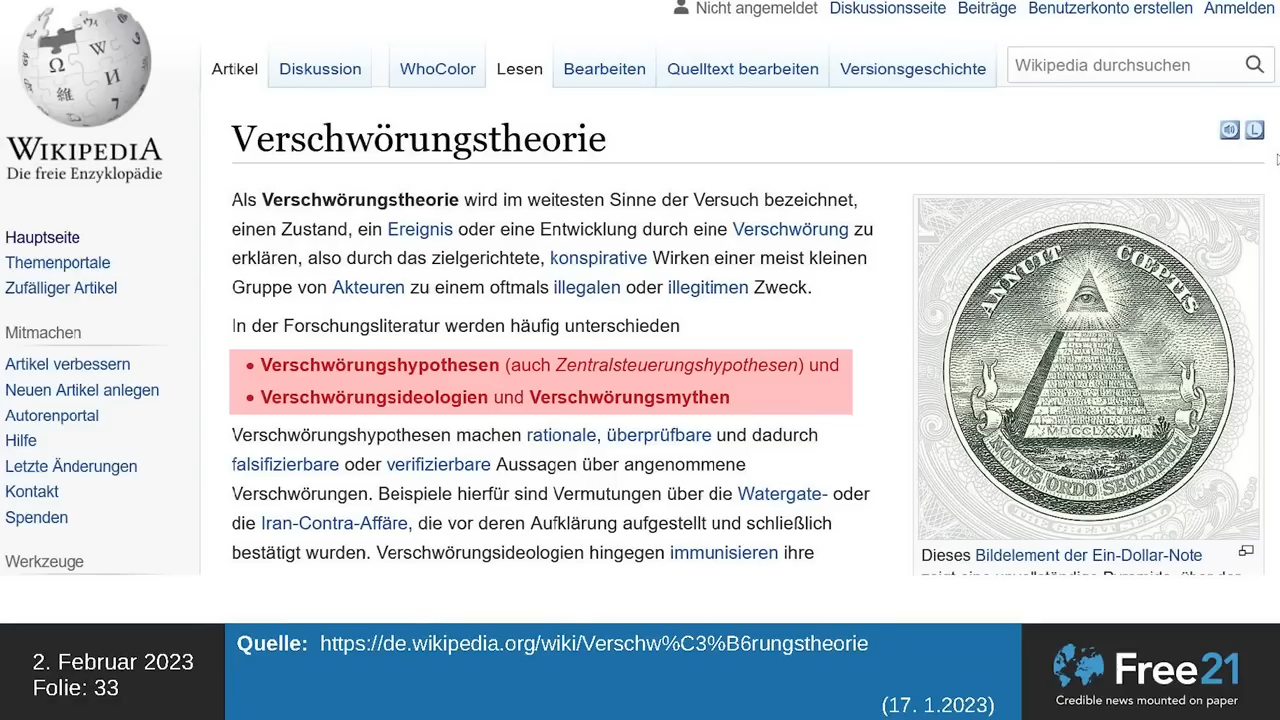 Nicht angemeldet Diskussionsseite Beiträge Benutzerkonto erstellen Anmelden
Artikel Diskussion WhoColor Lesen Bearbeiten Quelltext bearbeiten Versionsgeschichte Wikipedia durchsuchen
Ω W И 維 7
WIKIPEDIA
Die freie Enzyklopädie
Hauptseite
Themenportale
Zufälliger Artikel
Mitmachen
Artikel verbessern
Neuen Artikel anlegen
Autorenportal
Hilfe
Letzte Änderungen
Kontakt
Spenden
Werkzeuge
Verschwörungstheorie
L
Als Verschwörungstheorie wird im weitesten Sinne der Versuch bezeichnet,
einen Zustand, ein Ereignis oder eine Entwicklung durch eine Verschwörung zu
erklären, also durch das zielgerichtete, konspirative Wirken einer meist kleinen
Gruppe von Akteuren zu einem oftmals illegalen oder illegitimen Zweck.
In der Forschungsliteratur werden häufig unterschieden
• Verschwörungshypothesen (auch Zentralsteuerungshypothesen) und
• Verschwörungsideologien und Verschwörungsmythen
Verschwörungshypothesen machen rationale, überprüfbare und dadurch
falsifizierbare oder verifizierbare Aussagen über angenommene
Verschwörungen. Beispiele hierfür sind Vermutungen über die Watergate- oder
die Iran-Contra-Affäre, die vor deren Aufklärung aufgestellt und schließlich
bestätigt wurden. Verschwörungsideologien hingegen immunisieren ihre
ANNUIT CŒPTIS
MDCCLXXVI
NOVUS ORDO SECLORUM
Dieses Bildelement der Ein-Dollar-Note
2. Februar 2023
Folie: 33
Quelle: https://de.wikipedia.org/wiki/Verschw%C3%B6rungstheorie
(17. 1.2023)
Free21
Credible news mounted on paper